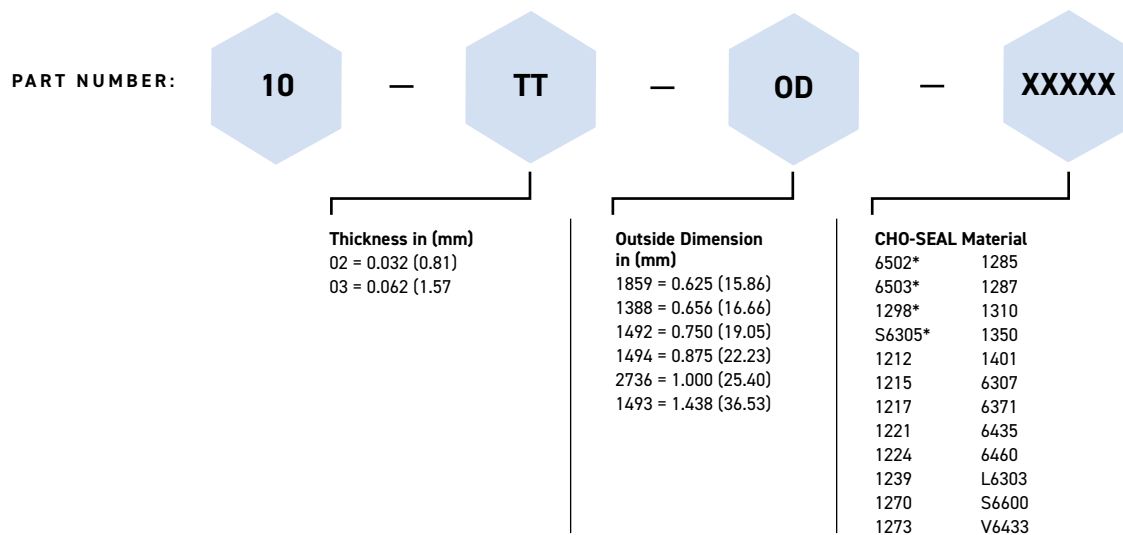 PART NUMBER:
10 — TT — OD — XXXXX
Thickness in (mm)
02 = 0.032 (0.81)
03 = 0.062 (1.57
Outside Dimension
in (mm)
1859 = 0.625 (15.86)
1388 = 0.656 (16.66)
1492 = 0.750 (19.05)
1494 = 0.875 (22.23)
2736 = 1.000 (25.40)
1493 = 1.438 (36.53)
CHO-SEAL Material
6502* 1285
6503* 1287
1298* 1310
S6305* 1350
1212 1401
1215 6307
1217 6371
1221 6435
1224 6460
1239 L6303
1270 S6600
1273 V6433